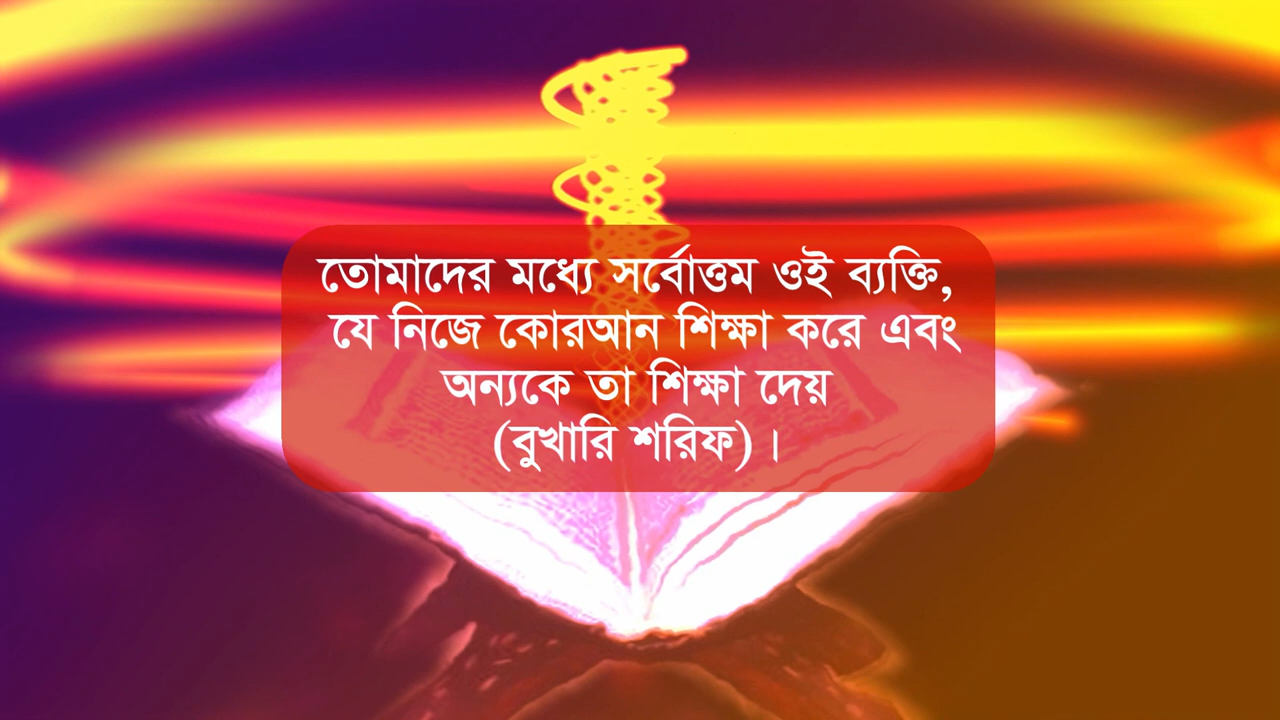 তোমাদের মধ্যে সর্বোত্তম ওই ব্যক্তি,
যে নিজে কোরআন শিক্ষা করে এবং
অন্যকে তা শিক্ষা দেয়
(বুখারি শরিফ) ।